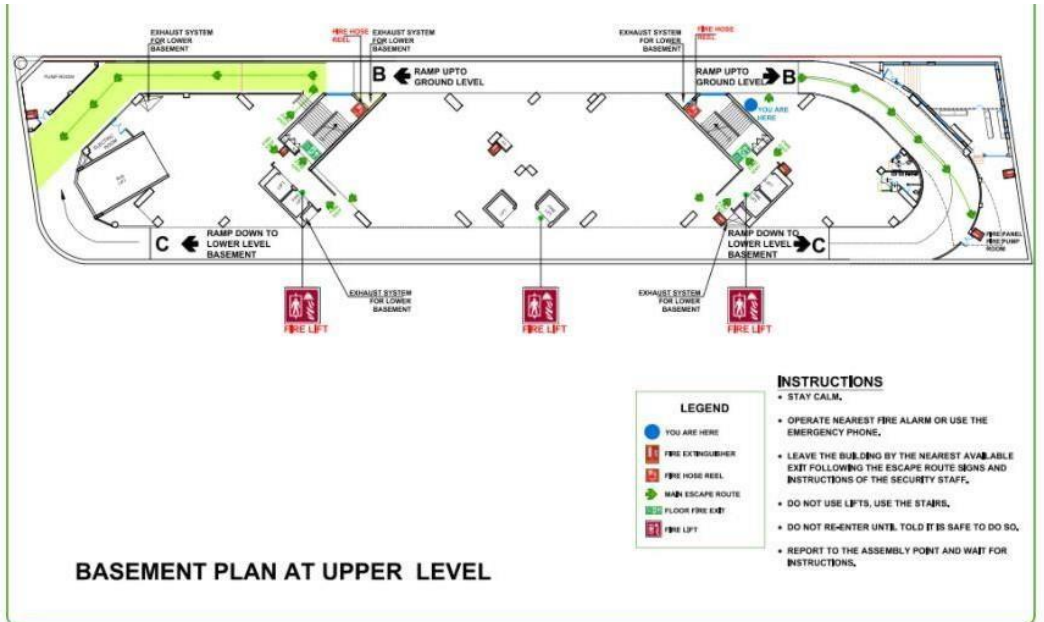 EXHAUST SYSTEM
FOR LOWER
BASEMENT
FIRE HOSE
REEL
EXHAUST SYSTEM
FOR LOWER
BASEMENT
EXHAUST SYSTEM
FOR LOWER
BASEMENT
FIRE HOSE
REEL
PUMP ROOM
B
RAMP UPTO
GROUND LEVEL
RAMP UPTO
GROUND LEVEL
B
YOU ARE
HERE
ELECTRIC
ROOM
C
RAMP DOWN TO
LOWER LEVEL
BASEMENT
RAMP DOWN TO
LOWER LEVEL
BASEMENT
C
FIRE PANEL
FIRE PUMP
ROOM
EXHAUST SYSTEM
FOR LOWER
BASEMENT
EXHAUST SYSTEM
FOR LOWER
BASEMENT
FIRE LIFT
FIRE LIFT
FIRE LIFT
LEGEND
YOU ARE HERE
FIRE EXTINGUISHER
FIRE HOSE REEL
MAIN ESCAPE ROUTE
FLOOR FIRE EXIT
FIRE LIFT
INSTRUCTIONS
• STAY CALM.
• OPERATE NEAREST FIRE ALARM OR USE THE
EMERGENCY PHONE.
• LEAVE THE BUILDING BY THE NEAREST AVAILABLE
EXIT FOLLOWING THE ESCAPE ROUTE SIGNS AND
INSTRUCTIONS OF THE SECURITY STAFF.
• DO NOT USE LIFTS, USE THE STAIRS.
• DO NOT RE-ENTER UNTIL TOLD IT IS SAFE TO DO SO.
• REPORT TO THE ASSEMBLY POINT AND WAIT FOR
INSTRUCTIONS.
BASEMENT PLAN AT UPPER LEVEL